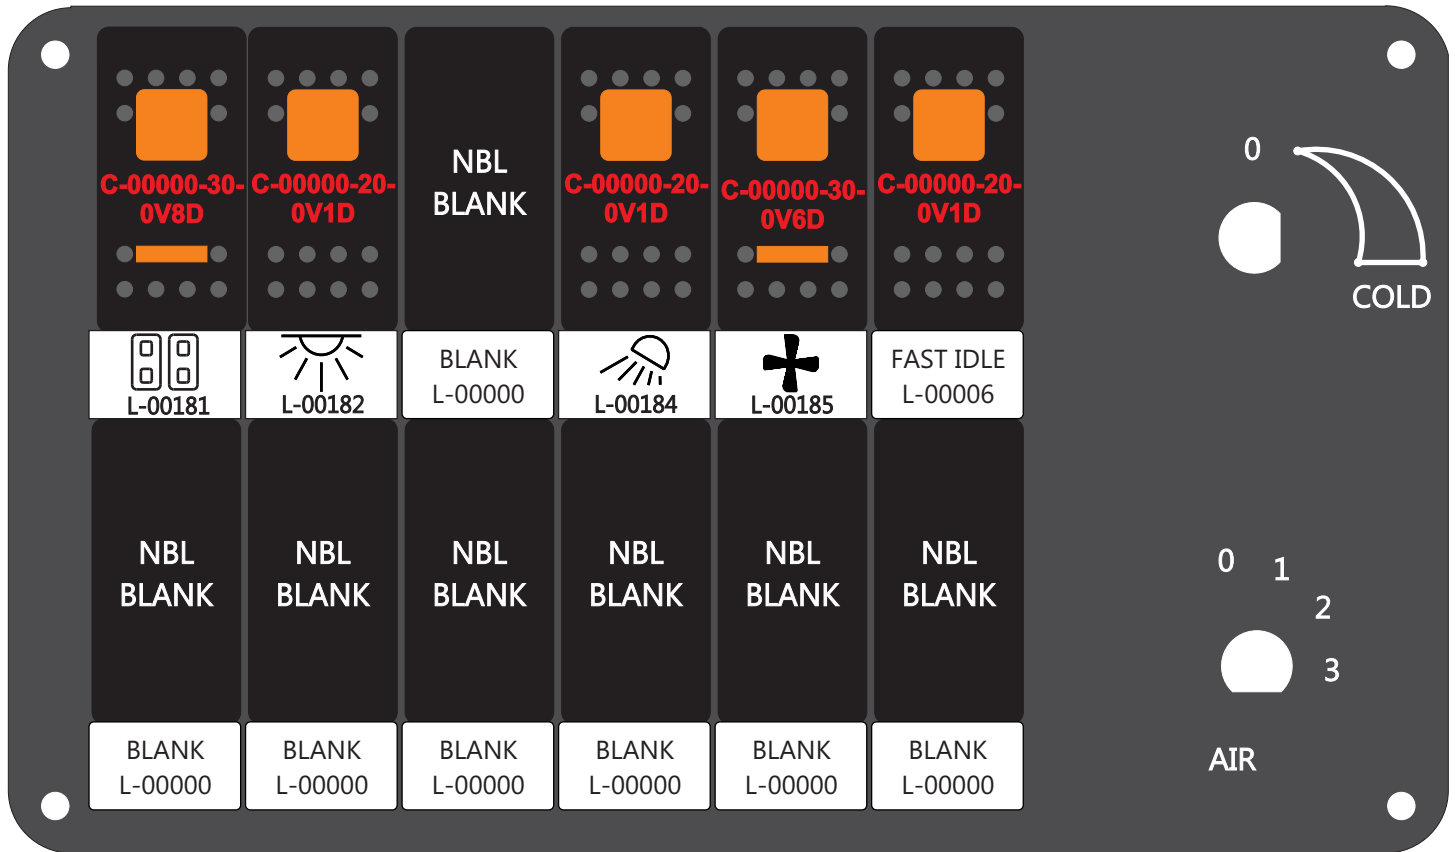 C-00000-30-
0V8D
C-00000-20-
0V1D
NBL
BLANK
C-00000-20-
0V1D
C-00000-30-
0V6D
C-00000-20-
0V1D
0
COLD
L-00181
L-00182
BLANK
L-00000
L-00184
L-00185
FAST IDLE
L-00006
NBL
BLANK
NBL
BLANK
NBL
BLANK
NBL
BLANK
NBL
BLANK
NBL
BLANK
0
1
2
3
AIR
BLANK
L-00000
BLANK
L-00000
BLANK
L-00000
BLANK
L-00000
BLANK
L-00000
BLANK
L-00000